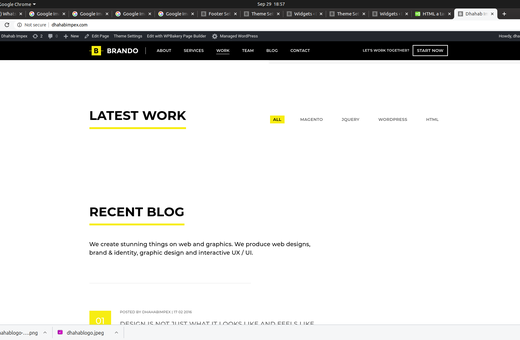 Google Chrome ▾
Sep 29 18:57
What Google Google Google Google Footer S Theme S Widgets Theme S Widgets HTML a t Dhahab
Not secure | dhahabimpex.com
Dhahab Impex 3 New Edit Page Theme Settings Edit with WPBakery Page Builder Managed WordPress Howdy, dha
B BRANDO ABOUT SERVICES WORK TEAM BLOG CONTACT LET'S WORK TOGETHER? START NOW
LATEST WORK
ALL MAGENTO JQUERY WORDPRESS HTML
RECENT BLOG
We create stunning things on web and graphics. We produce web designs,
brand & identity, graphic design and interactive UX / UI.
01 POSTED BY DHAHABIMPEX | 17 02 2016
DESIGN IS NOT JUST WHAT IT LOOKS LIKE AND FEELS LIKE
ahablogo-....png dhahablogo.jpeg